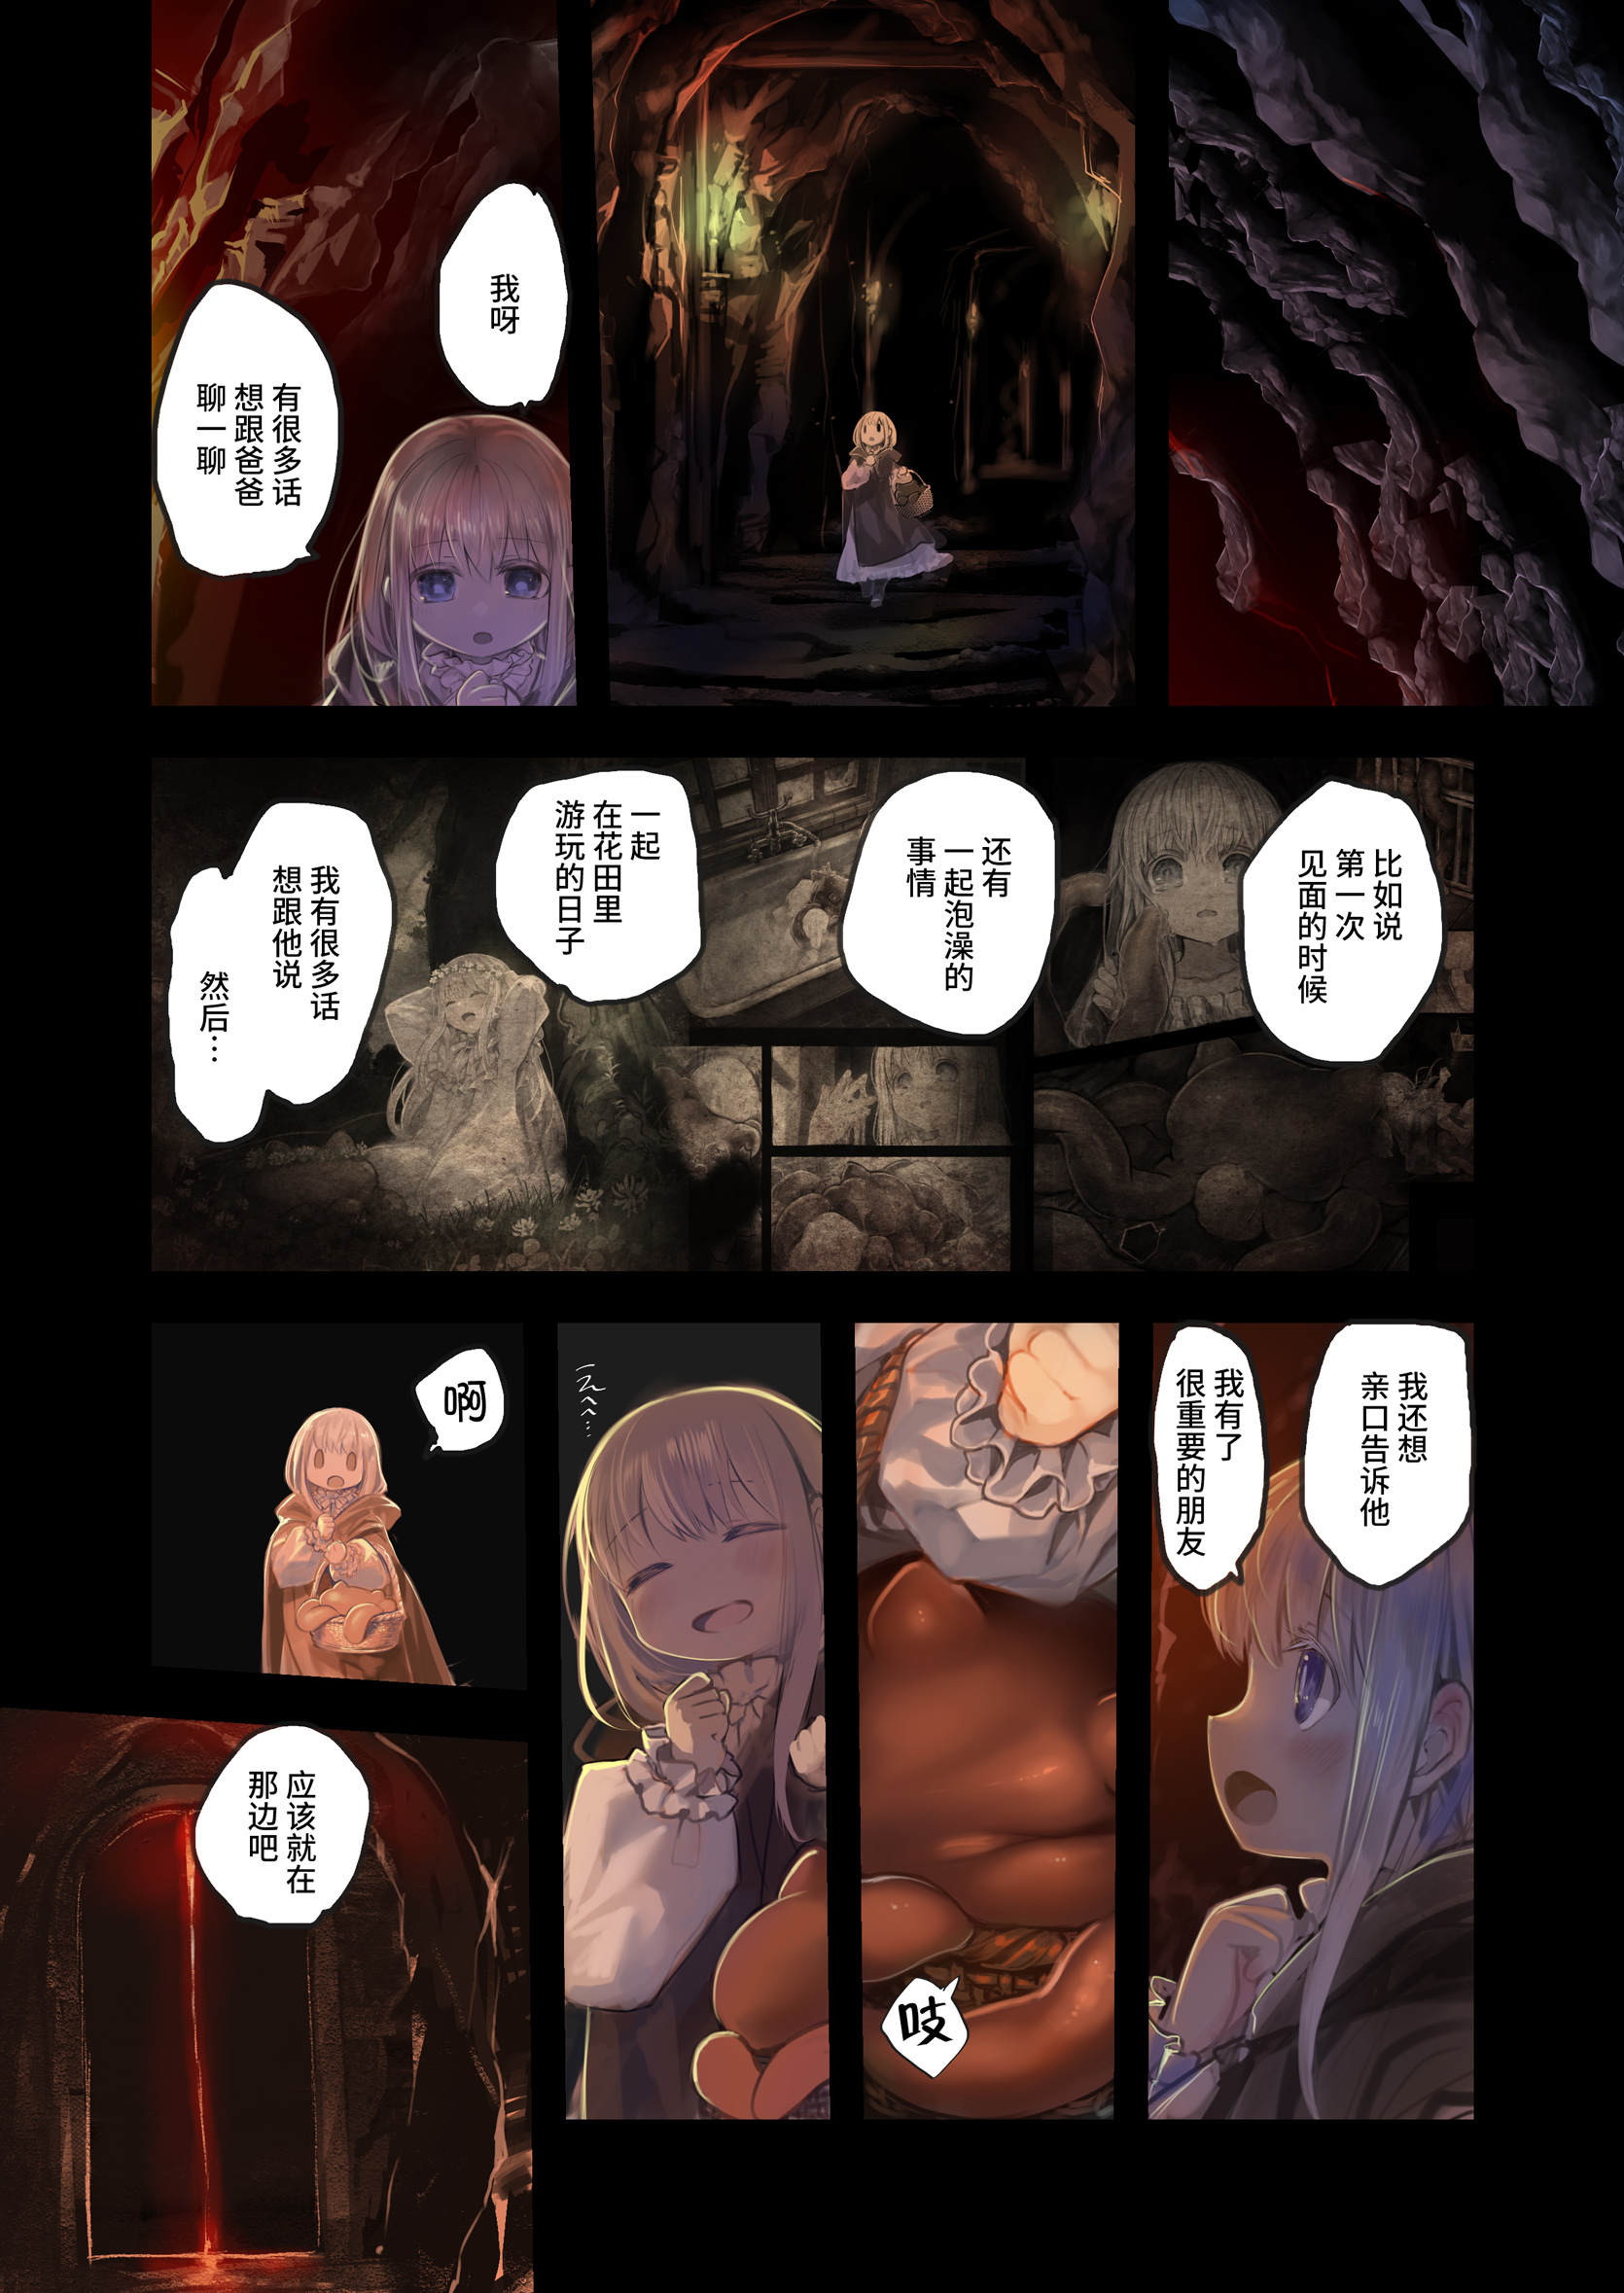 我呀
有很多话
想跟爸爸
聊一聊
比如说
第一次
见面的时候
还有
一起泡澡的
事情
一起
在花田里
游玩的日子
我有很多话
想跟他说
然后…
我还想
亲口告诉他
我有了
很重要的朋友
吱
えへへ…
啊
应该就在
那边吧